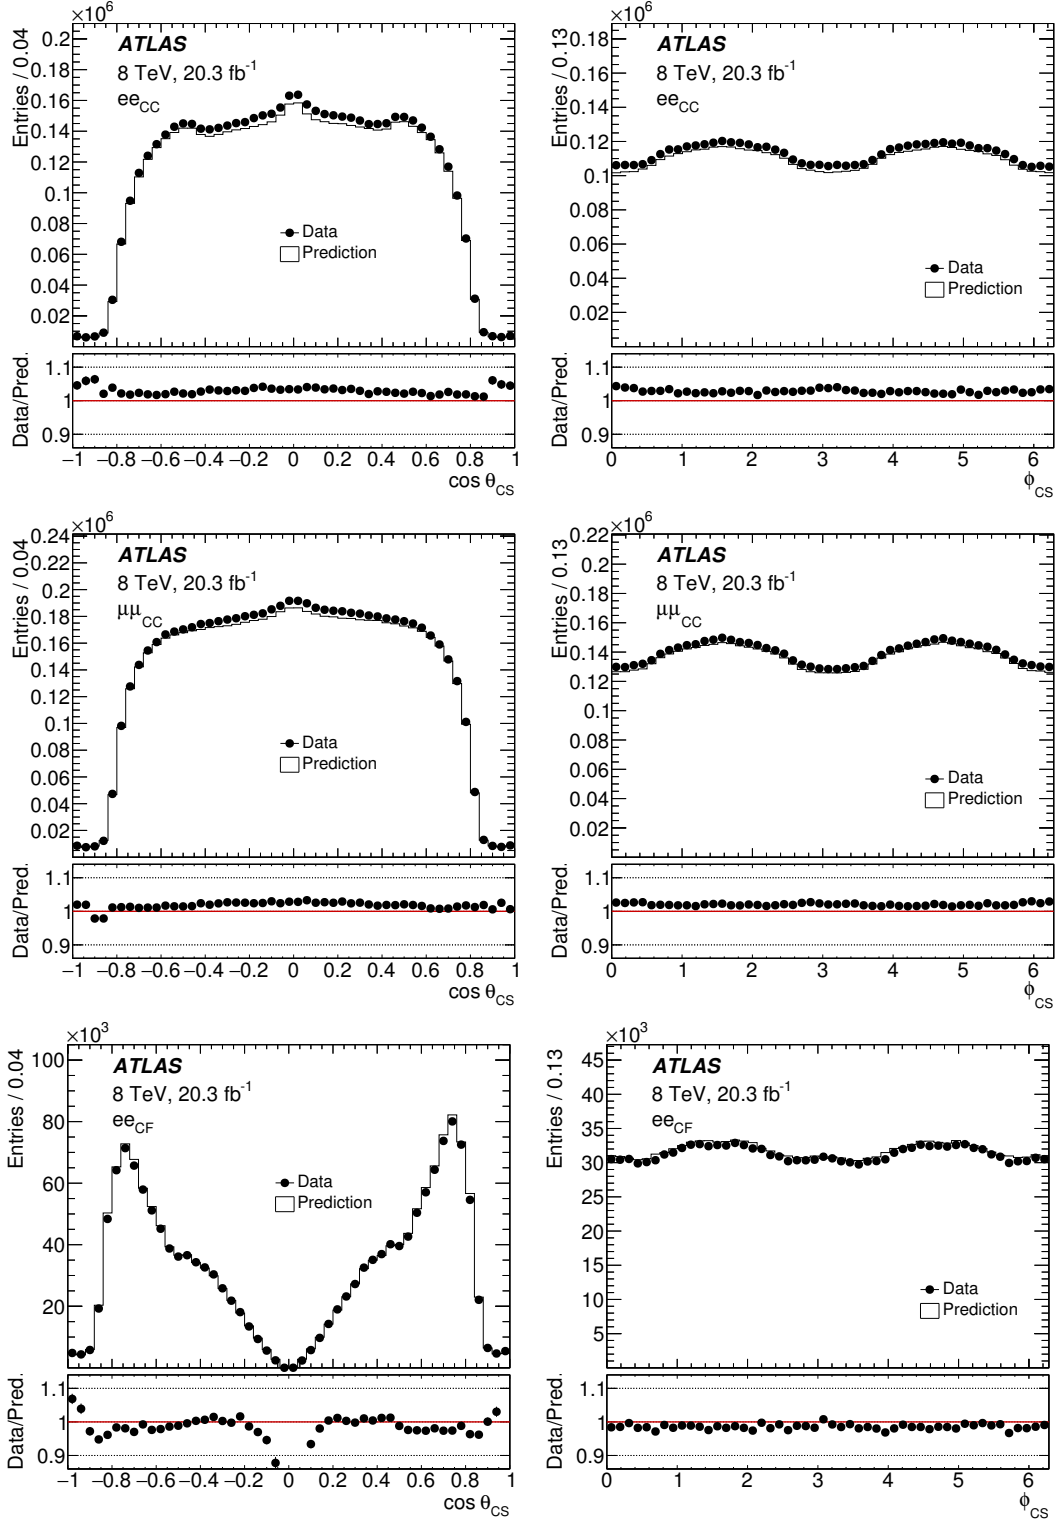 ×10⁶
Entries / 0.04
0.2
0.18
0.16
0.14
0.12
0.1
0.08
0.06
0.04
0.02
ATLAS
8 TeV, 20.3 fb⁻¹
ee_CC
Data
Prediction
Data/Pred.
1.1
1
0.9
−1 −0.8 −0.6 −0.4 −0.2 0 0.2 0.4 0.6 0.8 1
cos θ_CS
×10⁶
Entries / 0.13
0.18
0.16
0.14
0.12
0.1
0.08
0.06
0.04
0.02
ATLAS
8 TeV, 20.3 fb⁻¹
ee_CC
Data
Prediction
Data/Pred.
1.1
1
0.9
0 1 2 3 4 5 6
ϕ_CS
×10⁶
Entries / 0.04
0.24
0.22
0.2
0.18
0.16
0.14
0.12
0.1
0.08
0.06
0.04
0.02
ATLAS
8 TeV, 20.3 fb⁻¹
μμ_CC
Data
Prediction
Data/Pred.
1.1
1
0.9
−1 −0.8 −0.6 −0.4 −0.2 0 0.2 0.4 0.6 0.8 1
cos θ_CS
×10⁶
Entries / 0.13
0.22
0.2
0.18
0.16
0.14
0.12
0.1
0.08
0.06
0.04
0.02
ATLAS
8 TeV, 20.3 fb⁻¹
μμ_CC
Data
Prediction
Data/Pred.
1.1
1
0.9
0 1 2 3 4 5 6
ϕ_CS
×10³
Entries / 0.04
100
80
60
40
20
ATLAS
8 TeV, 20.3 fb⁻¹
ee_CF
Data
Prediction
Data/Pred.
1.1
1
0.9
−1 −0.8 −0.6 −0.4 −0.2 0 0.2 0.4 0.6 0.8 1
cos θ_CS
×10³
Entries / 0.13
45
40
35
30
25
20
15
10
5
ATLAS
8 TeV, 20.3 fb⁻¹
ee_CF
Data
Prediction
Data/Pred.
1.1
1
0.9
0 1 2 3 4 5 6
ϕ_CS